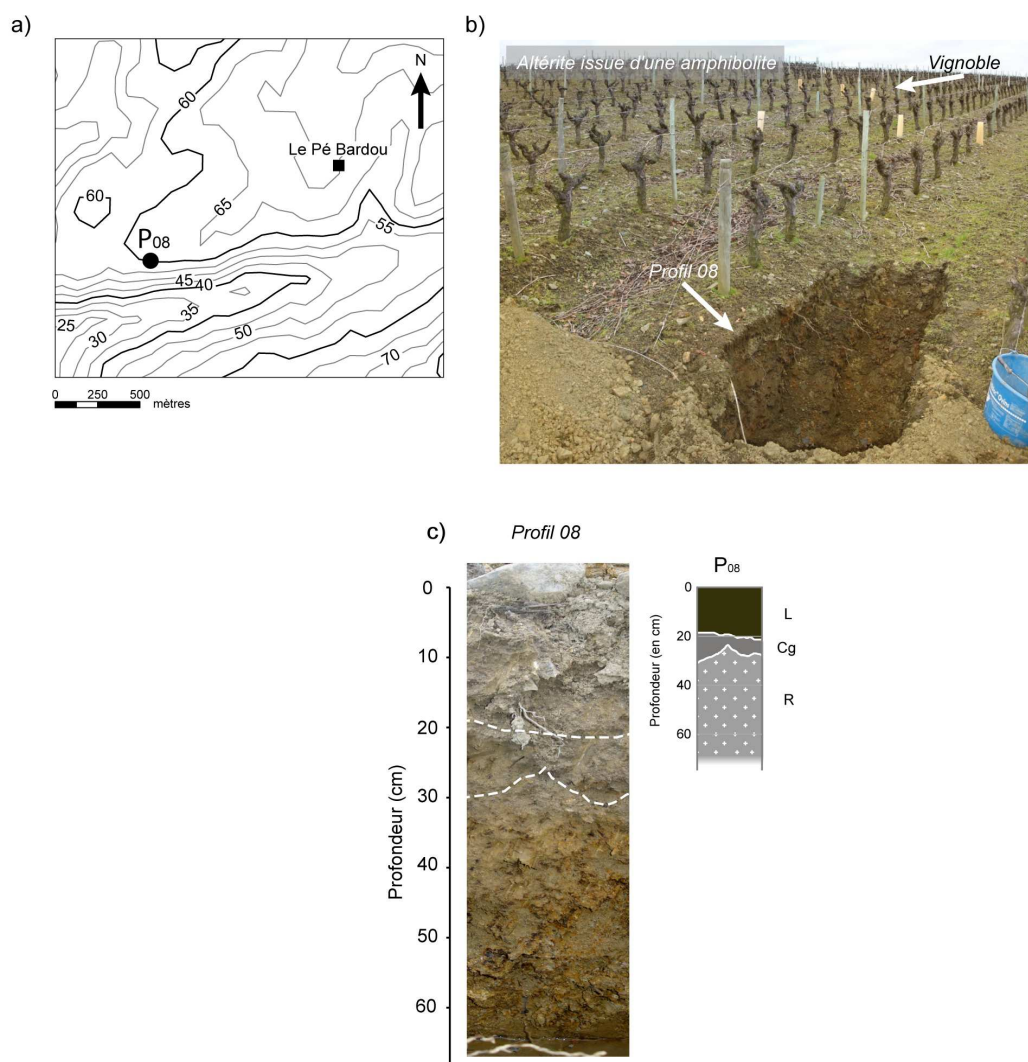 a)
60
N
Le Pé Bardou
60
65
55
P08
45
40
35
25
30
50
70
0 250 500 mètres
b)
Altérite issue d'une amphibolite
Vignoble
Profil 08
c)
Profil 08
Profondeur (cm)
0
10
20
30
40
50
60
P08
Profondeur (en cm)
0
20
40
60
L
Cg
R